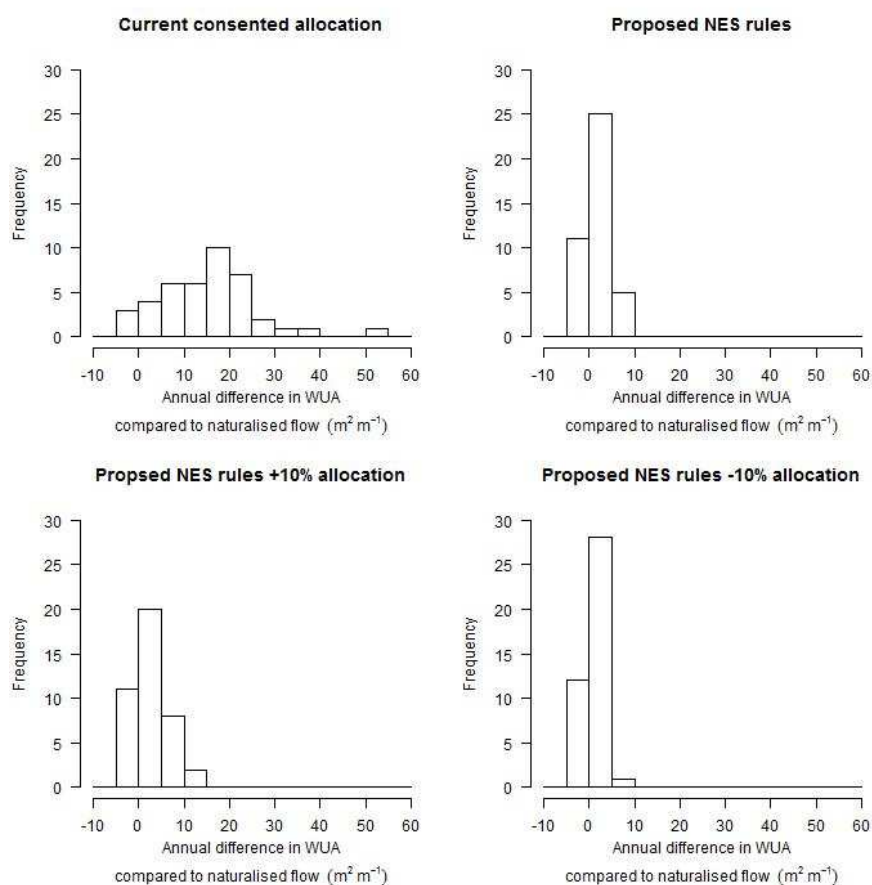 Current consented allocation
30
25
20
15
10
5
0
Frequency
-10 0 10 20 30 40 50 60
Annual difference in WUA
compared to naturalised flow (m² m⁻¹)
Proposed NES rules
30
25
20
15
10
5
0
Frequency
-10 0 10 20 30 40 50 60
Annual difference in WUA
compared to naturalised flow (m² m⁻¹)
Propsed NES rules +10% allocation
30
25
20
15
10
5
0
Frequency
-10 0 10 20 30 40 50 60
Annual difference in WUA
compared to naturalised flow (m² m⁻¹)
Proposed NES rules -10% allocation
30
25
20
15
10
5
0
Frequency
-10 0 10 20 30 40 50 60
Annual difference in WUA
compared to naturalised flow (m² m⁻¹)